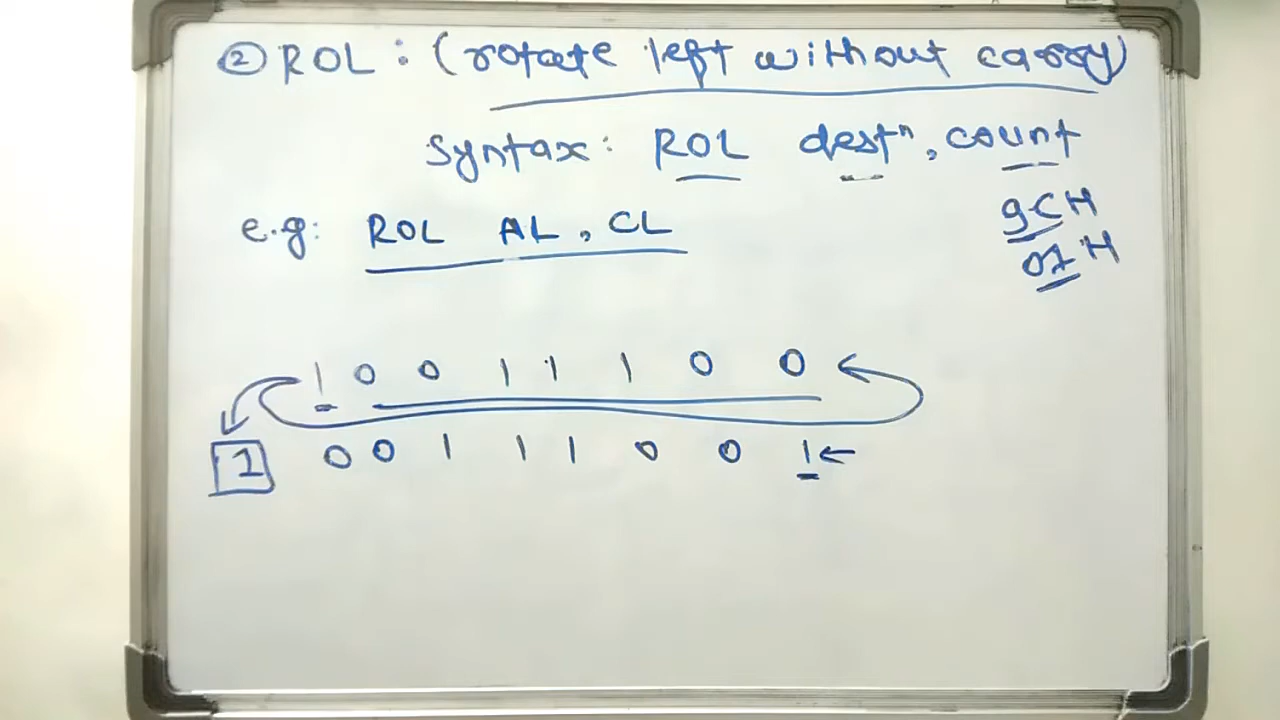 ② ROL : (rotate left without carry)
Syntax: ROL destⁿ, count
9CH
e.g: ROL AL, CL
01H
1 0 0 1 1 1 0 0
1 0 0 1 1 1 0 0 1